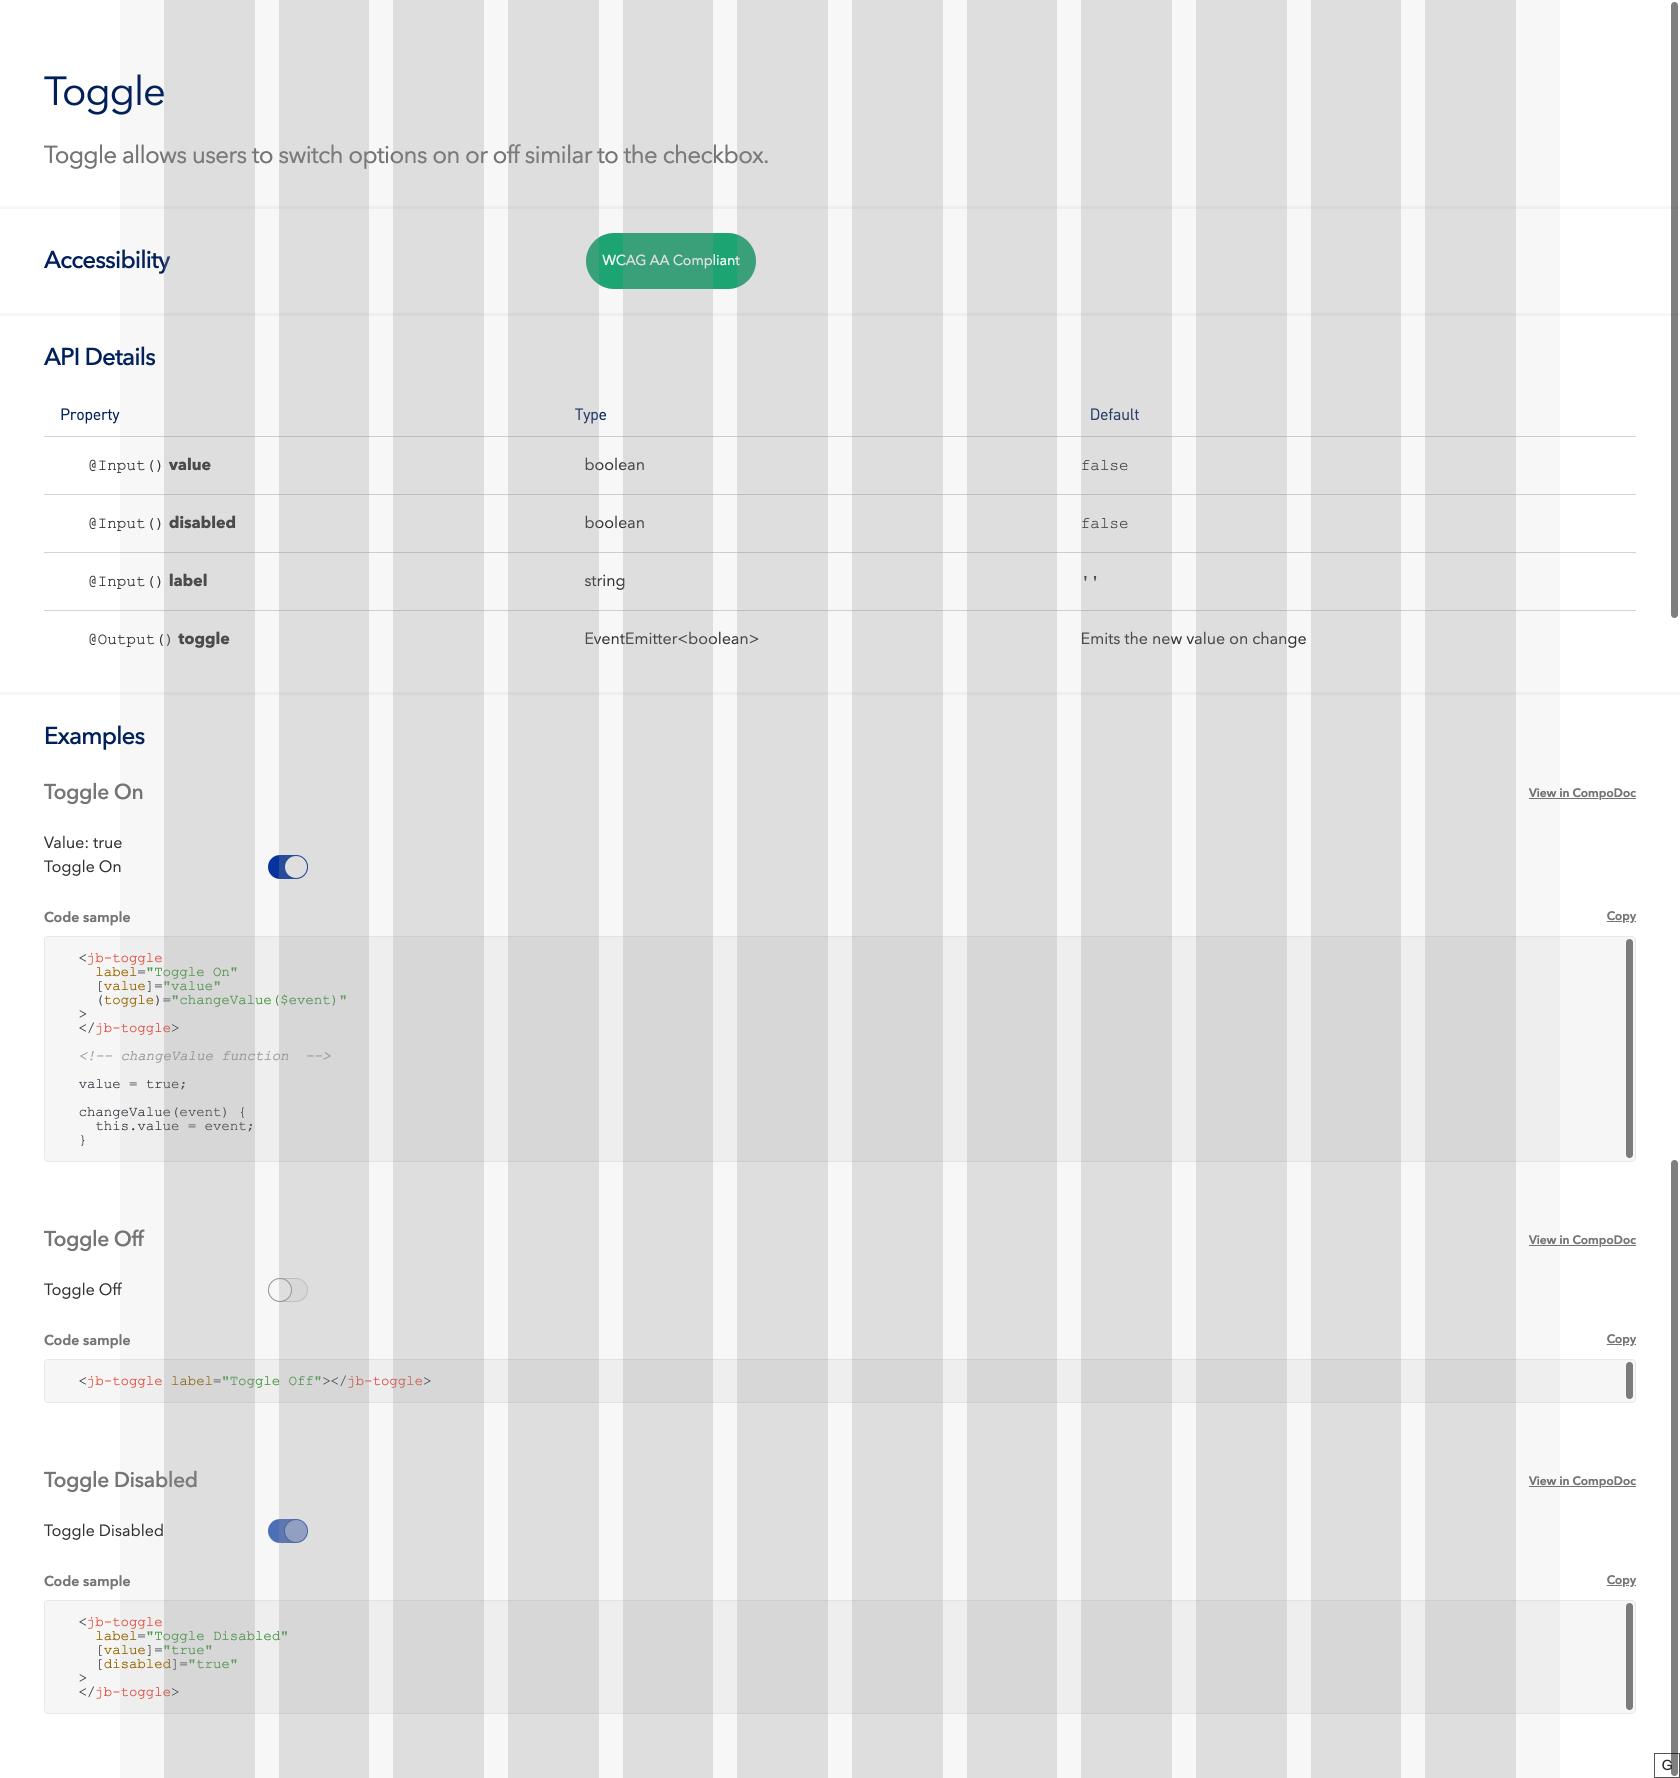 Toggle
Toggle allows users to switch options on or off similar to the checkbox.
Accessibility
WCAG AA Compliant
API Details
Property Type Default
@Input() value boolean false
@Input() disabled boolean false
@Input() label string ''
@Output() toggle EventEmitter<boolean> Emits the new value on change
Examples
Toggle On View in CompoDoc
Value: true
Toggle On
Code sample Copy
<jb-toggle
label="Toggle On"
[value]="value"
(toggle)="changeValue($event)"
>
</jb-toggle>
<!-- changeValue function  -->
value = true;
changeValue(event) {
this.value = event;
}
Toggle Off View in CompoDoc
Toggle Off
Code sample Copy
<jb-toggle label="Toggle Off"></jb-toggle>
Toggle Disabled View in CompoDoc
Toggle Disabled
Code sample Copy
<jb-toggle
label="Toggle Disabled"
[value]="true"
[disabled]="true"
>
</jb-toggle>
G